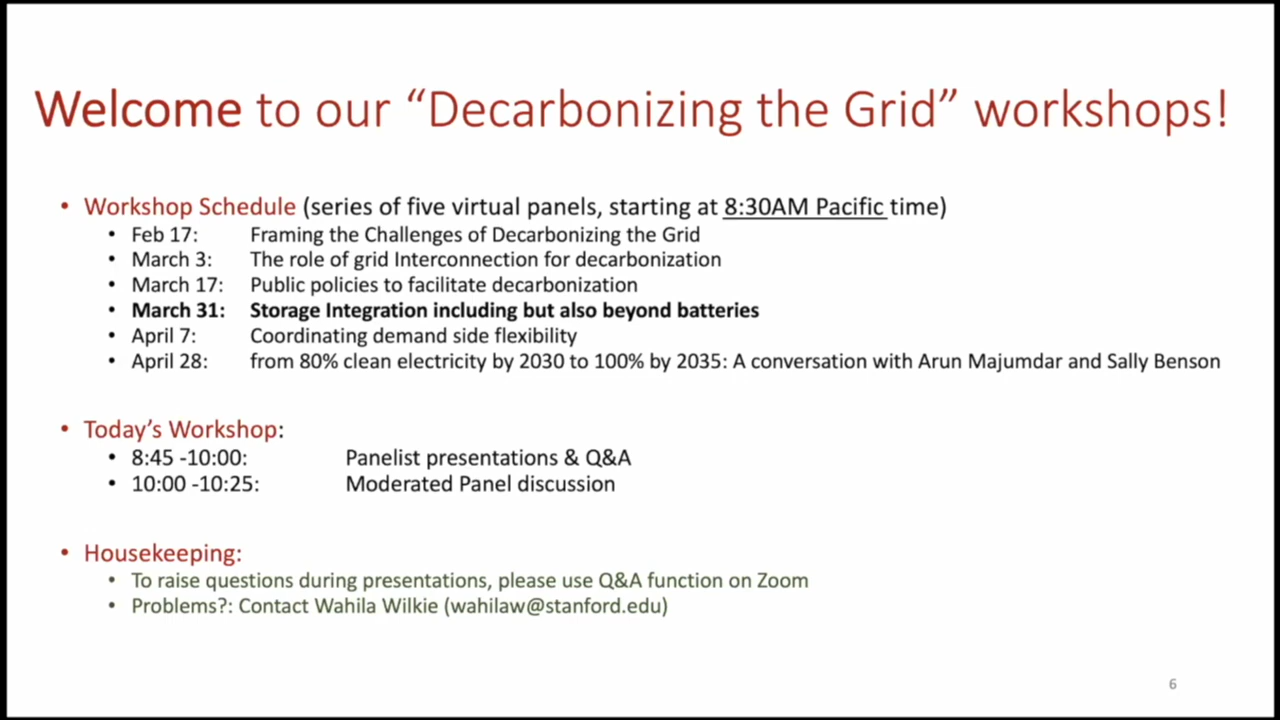 Welcome to our “Decarbonizing the Grid” workshops!
• Workshop Schedule (series of five virtual panels, starting at 8:30AM Pacific time)
• Feb 17: Framing the Challenges of Decarbonizing the Grid
• March 3: The role of grid Interconnection for decarbonization
• March 17: Public policies to facilitate decarbonization
• March 31: Storage Integration including but also beyond batteries
• April 7: Coordinating demand side flexibility
• April 28: from 80% clean electricity by 2030 to 100% by 2035: A conversation with Arun Majumdar and Sally Benson
• Today’s Workshop:
• 8:45 -10:00: Panelist presentations & Q&A
• 10:00 -10:25: Moderated Panel discussion
• Housekeeping:
• To raise questions during presentations, please use Q&A function on Zoom
• Problems?: Contact Wahila Wilkie (wahilaw@stanford.edu)
6